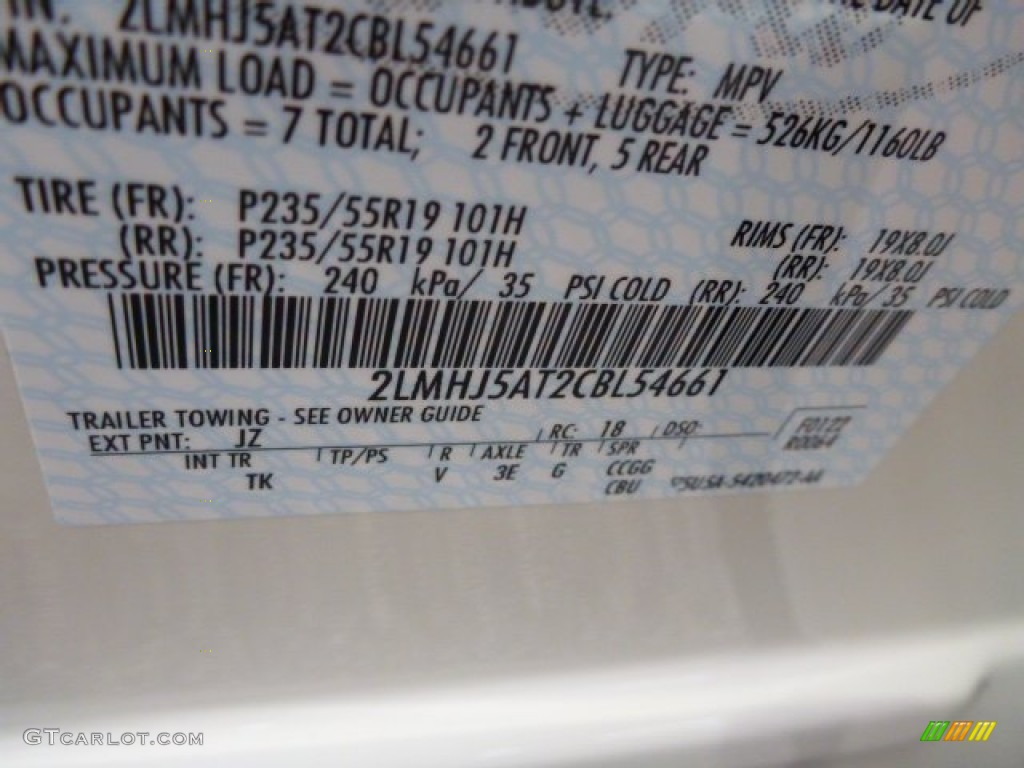 2LMHJ5AT2CBL54661 TYPE: MPV
MAXIMUM LOAD = OCCUPANTS + LUGGAGE = 526KG/1160LB
OCCUPANTS = 7 TOTAL; 2 FRONT, 5 REAR
TIRE (FR): P235/55R19 101H RIMS (FR): 19X8.0J
(RR): P235/55R19 101H (RR): 19X8.0J
PRESSURE (FR): 240 kPa/ 35 PSI COLD (RR): 240 kPa/ 35 PSI COLD
2LMHJ5AT2CBL54661
TRAILER TOWING - SEE OWNER GUIDE
EXT PNT: JZ RC: 18 DSO: F0122
R0064
INT TR TP/PS R AXLE TR SPR
TK V 3E G CCGG
CBU
GTcarlot.com